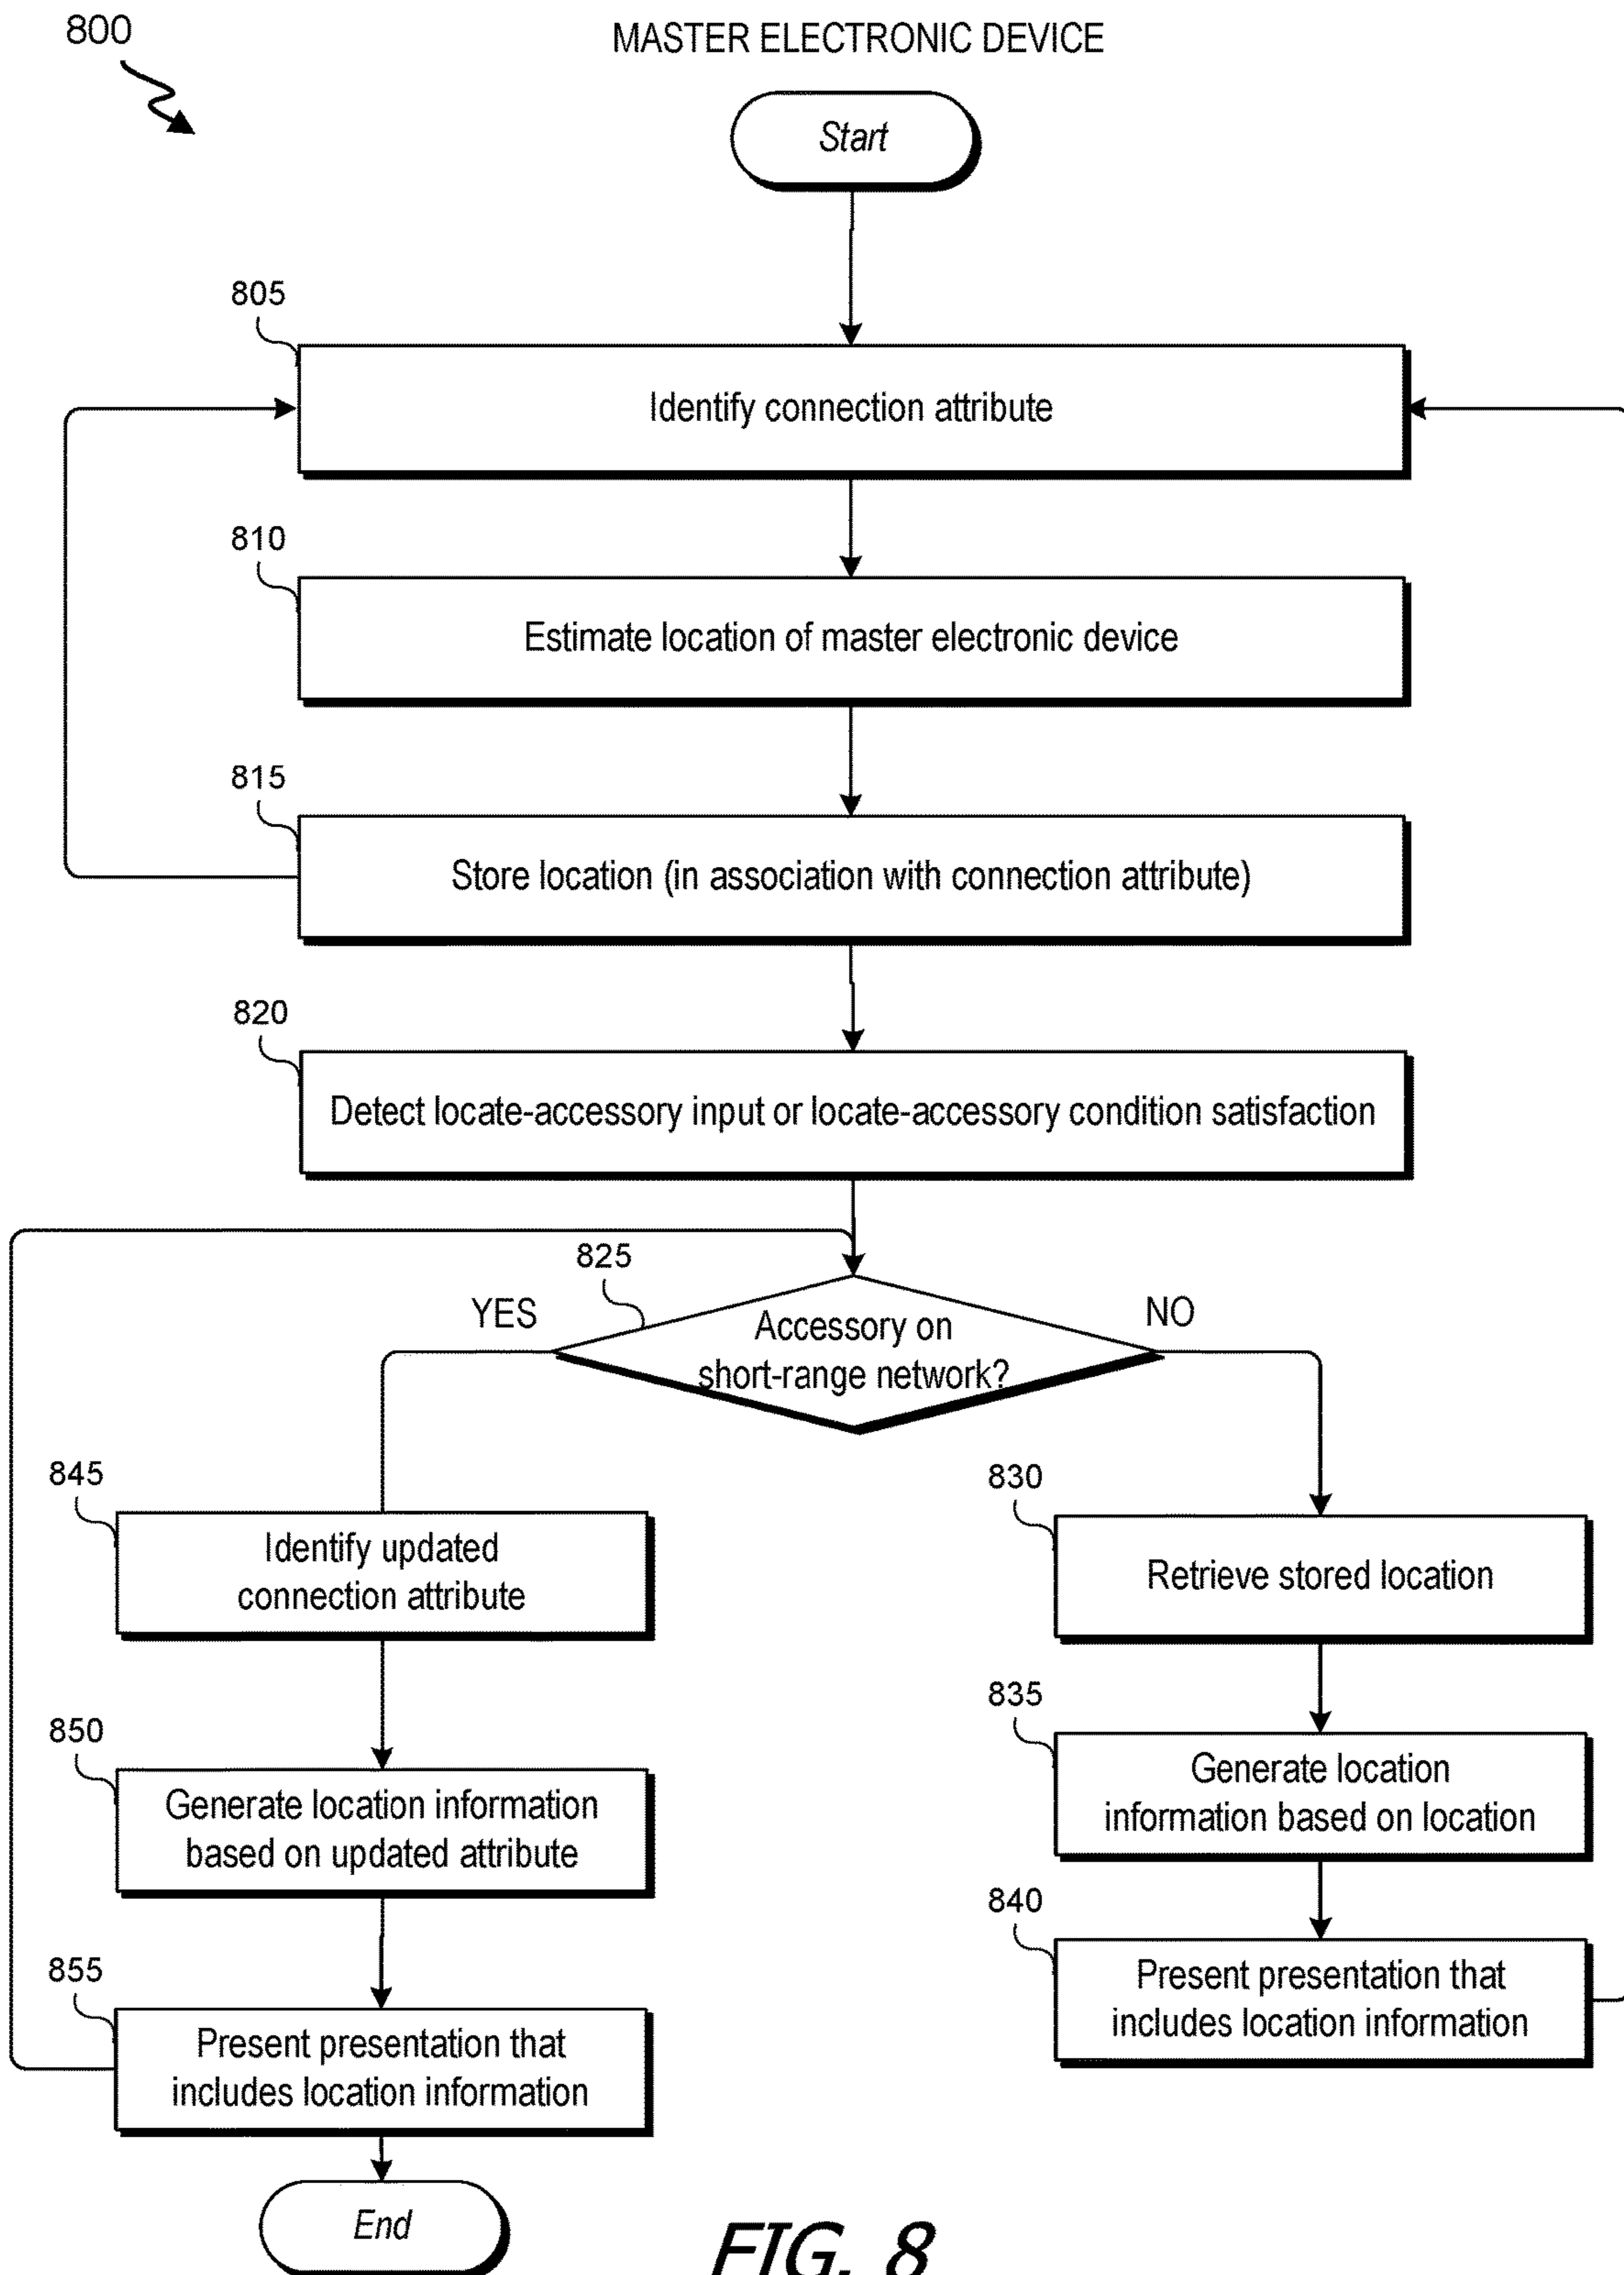 800
MASTER ELECTRONIC DEVICE
Start
805
Identify connection attribute
810
Estimate location of master electronic device
815
Store location (in association with connection attribute)
820
Detect locate-accessory input or locate-accessory condition satisfaction
825
YES
NO
Accessory on
short-range network?
845
Identify updated
connection attribute
830
Retrieve stored location
850
Generate location information
based on updated attribute
835
Generate location
information based on location
855
Present presentation that
includes location information
840
Present presentation that
includes location information
End
FIG. 8